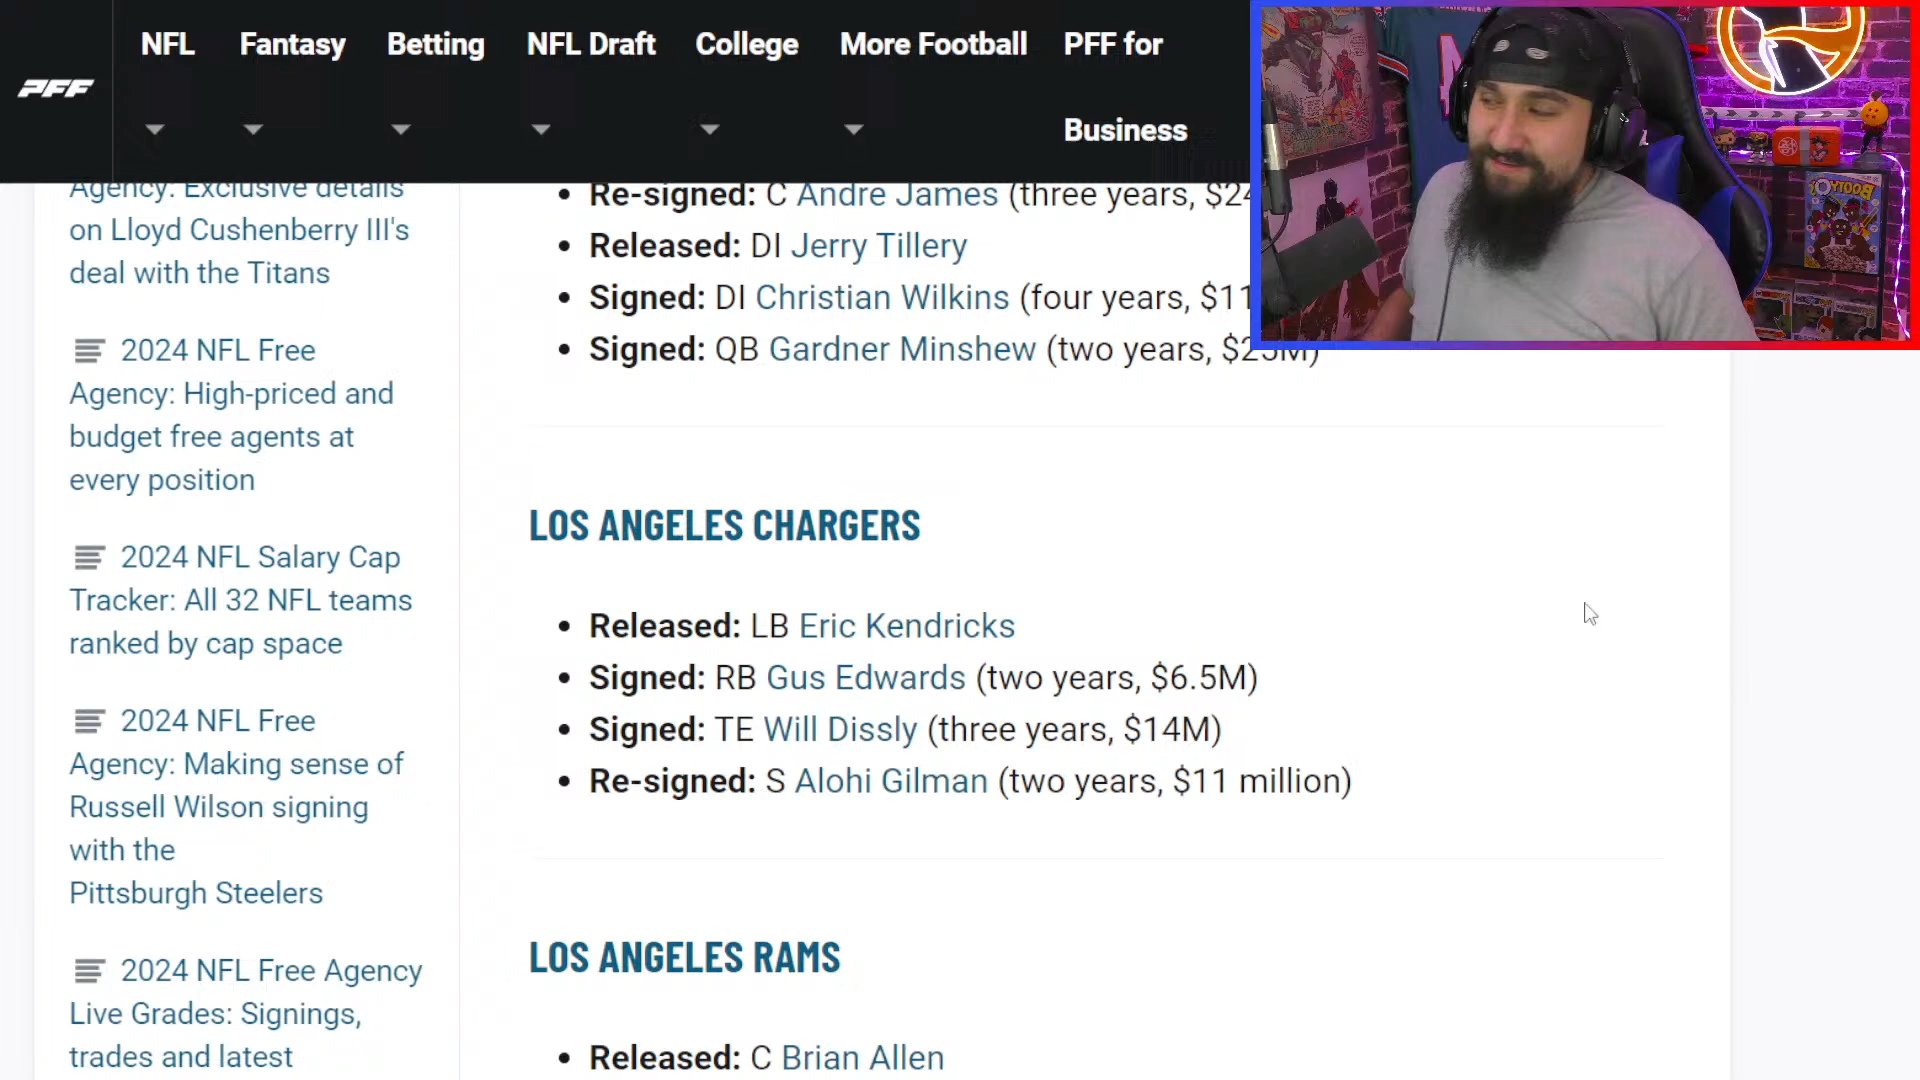 PFF
NFL
Fantasy
Betting
NFL Draft
College
More Football
PFF for
Business
Agency: Exclusive details
on Lloyd Cushenberry III's
deal with the Titans
2024 NFL Free
Agency: High-priced and
budget free agents at
every position
2024 NFL Salary Cap
Tracker: All 32 NFL teams
ranked by cap space
2024 NFL Free
Agency: Making sense of
Russell Wilson signing
with the
Pittsburgh Steelers
2024 NFL Free Agency
Live Grades: Signings,
trades and latest
• Re-signed: C Andre James (three years, $24
• Released: DI Jerry Tillery
• Signed: DI Christian Wilkins (four years, $11
• Signed: QB Gardner Minshew (two years, $25M)
LOS ANGELES CHARGERS
• Released: LB Eric Kendricks
• Signed: RB Gus Edwards (two years, $6.5M)
• Signed: TE Will Dissly (three years, $14M)
• Re-signed: S Alohi Gilman (two years, $11 million)
LOS ANGELES RAMS
• Released: C Brian Allen